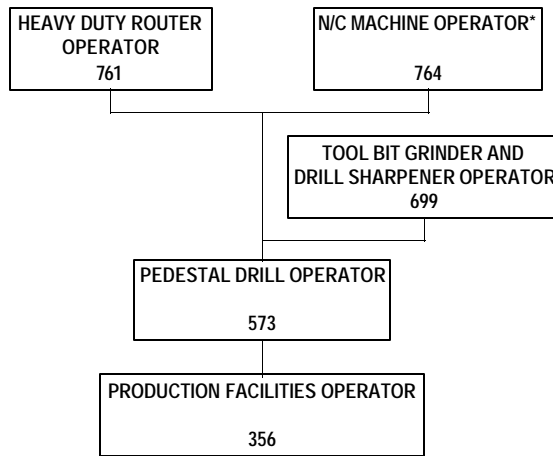 HEAVY DUTY ROUTER
OPERATOR
761
N/C MACHINE OPERATOR*
764
TOOL BIT GRINDER AND
DRILL SHARPENER OPERATOR
699
PEDESTAL DRILL OPERATOR
573
PRODUCTION FACILITIES OPERATOR
356